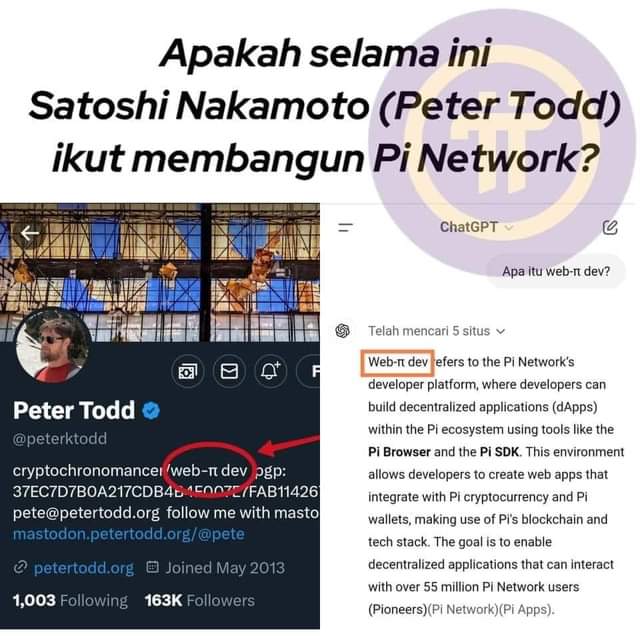 Apakah selama ini
Satoshi Nakamoto (Peter Todd)
ikut membangun Pi Network?
Peter Todd
@peterktodd
cryptochronomancer/web-π dev pgp:
pete@petertodd.org follow me with masto
mastodon.petertodd.org/@pete
petertodd.org Joined May 2013
1,003 Following 163K Followers
ChatGPT
Apa itu web-π dev?
Telah mencari 5 situs
Web-π dev refers to the Pi Network's
developer platform, where developers can
build decentralized applications (dApps)
within the Pi ecosystem using tools like the
Pi Browser and the Pi SDK. This environment
allows developers to create web apps that
integrate with Pi cryptocurrency and Pi
wallets, making use of Pi's blockchain and
tech stack. The goal is to enable
decentralized applications that can interact
with over 55 million Pi Network users
(Pioneers)(Pi Network)(Pi Apps).